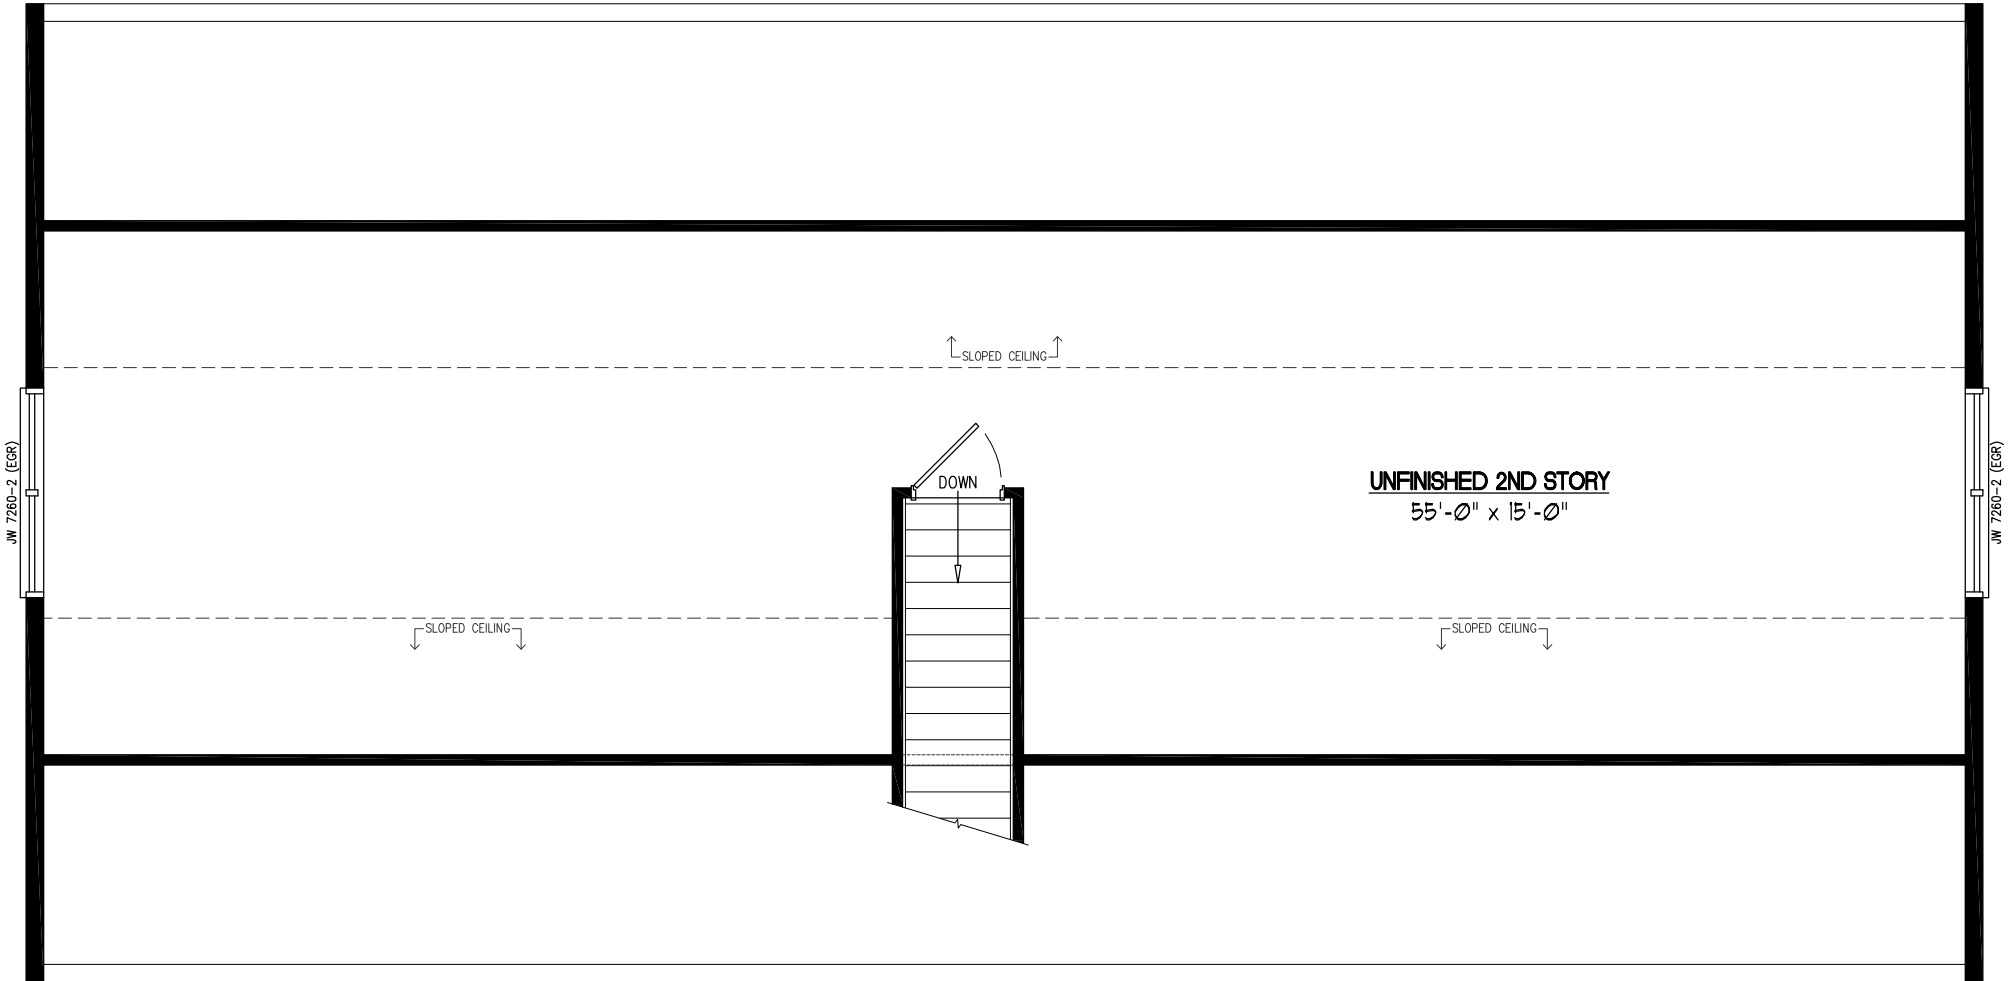 SLOPED CEILING
JW 7260-2 (EGR)
DOWN
UNFINISHED 2ND STORY
55'-0" x 15'-0"
JW 7260-2 (EGR)
SLOPED CEILING
SLOPED CEILING